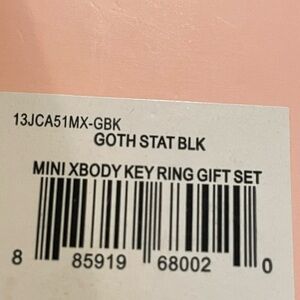 13JCA51MX-GBK
GOTH STAT BLK
MINI XBODY KEY RING GIFT SET
8 85919 68002 0